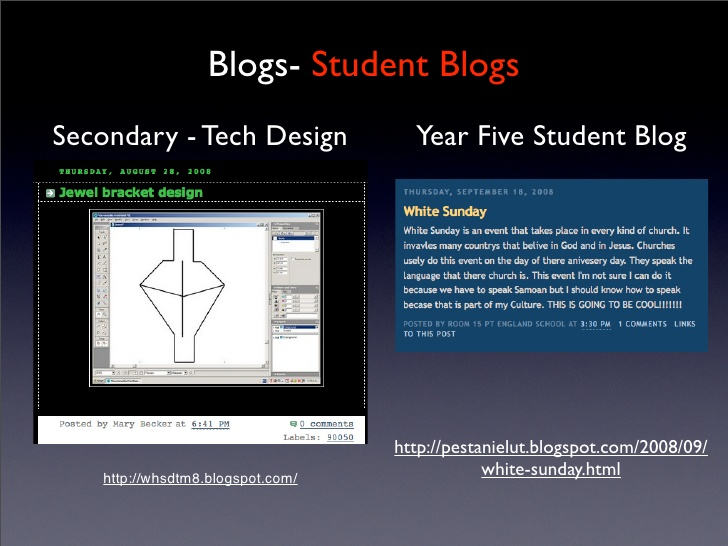 Blogs- Student Blogs
Secondary - Tech Design
THURSDAY, AUGUST 28, 2008
Jewel bracket design
Posted by Mary Becker at 6:41 PM
0 comments
Labels: 90050
http://whsdtm8.blogspot.com/
Year Five Student Blog
THURSDAY, SEPTEMBER 18, 2008
White Sunday
White Sunday is an event that takes place in every kind of church. It
invavles many countrys that belive in God and in Jesus. Churches
usely do this event on the day of there anivesery day. They speak the
language that there church is. This event I'm not sure I can do it
because we have to speak Samoan but I should know how to speak
becase that is part of my Culture. THIS IS GOING TO BE COOL!!!!!!!
POSTED BY ROOM 15 PT ENGLAND SCHOOL AT 3:30 PM 1 COMMENTS LINKS
TO THIS POST
http://pestanielut.blogspot.com/2008/09/
white-sunday.html